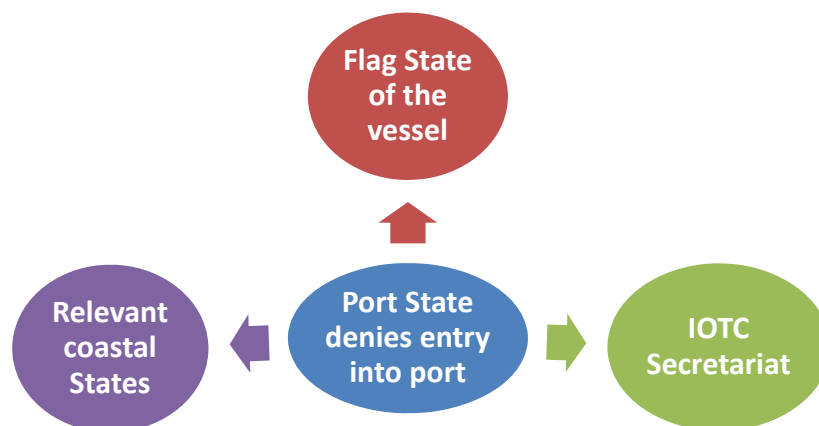 Flag State
of the
vessel
Relevant
coastal
States
Port State
denies entry
into port
IOTC
Secretariat